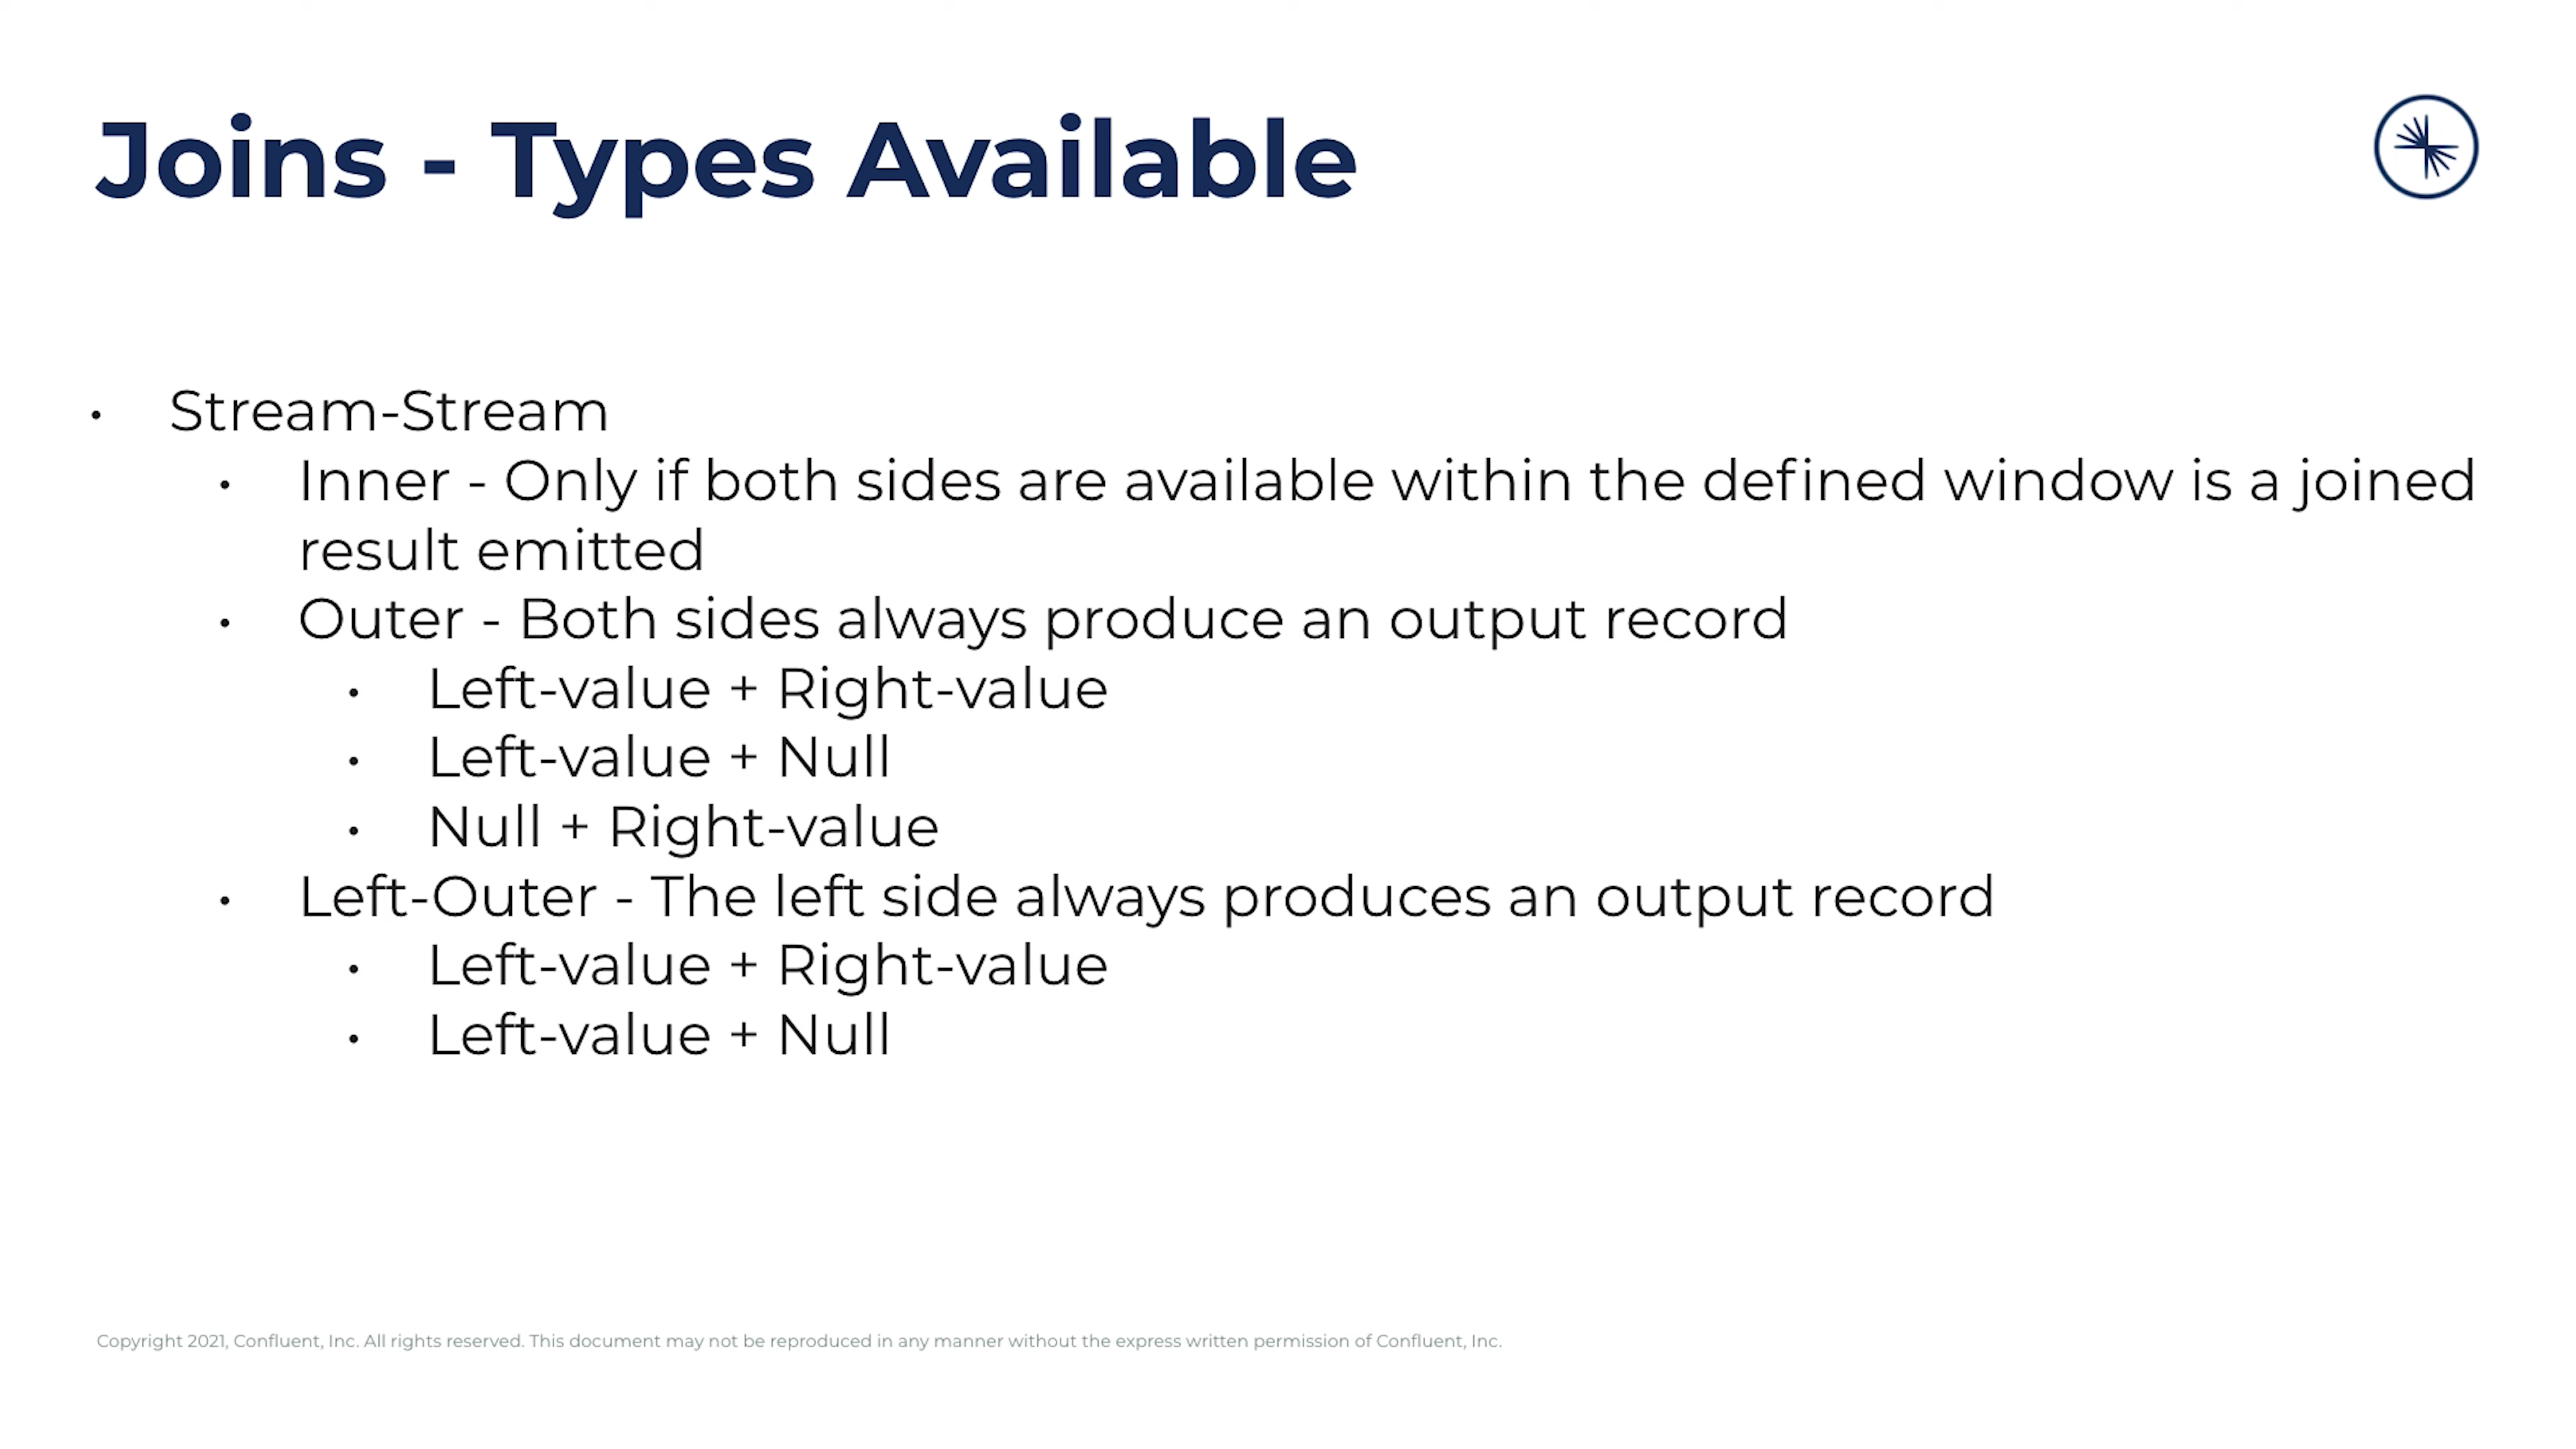 Joins - Types Available
• Stream-Stream
• Inner - Only if both sides are available within the defined window is a joined
result emitted
• Outer - Both sides always produce an output record
• Left-value + Right-value
• Left-value + Null
• Null + Right-value
• Left-Outer - The left side always produces an output record
• Left-value + Right-value
• Left-value + Null
Copyright 2021, Confluent, Inc. All rights reserved. This document may not be reproduced in any manner without the express written permission of Confluent, Inc.